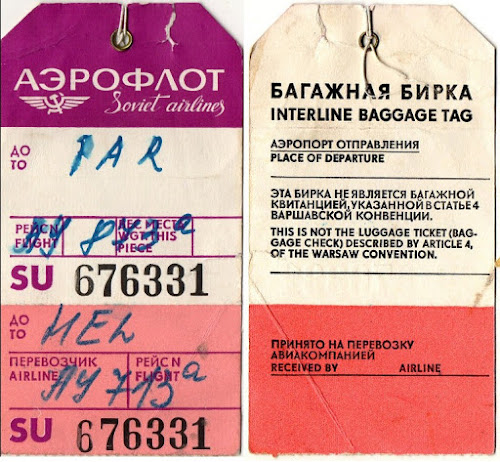 АЭРОФЛОТ
Soviet airlines
ДО
TO
PAR
РЕЙС N
FLIGHT
ВЕС МЕСТА
WGT THIS
PIECE
SU 676331
ДО
TO
HEL
ПЕРЕВОЗЧИК
AIRLINE
РЕЙС N
FLIGHT
AY 713 a
SU 676331
БАГАЖНАЯ БИРКА
INTERLINE BAGGAGE TAG
АЭРОПОРТ ОТПРАВЛЕНИЯ
PLACE OF DEPARTURE
ЭТА БИРКА НЕ ЯВЛЯЕТСЯ БАГАЖНОЙ
КВИТАНЦИЕЙ, УКАЗАННОЙ В СТАТЬЕ 4
ВАРШАВСКОЙ КОНВЕНЦИИ.
THIS IS NOT THE LUGGAGE TICKET (BAG-
GAGE CHECK) DESCRIBED BY ARTICLE 4,
OF THE WARSAW CONVENTION.
ПРИНЯТО НА ПЕРЕВОЗКУ
АВИАКОМПАНИЕЙ
RECEIVED BY AIRLINE